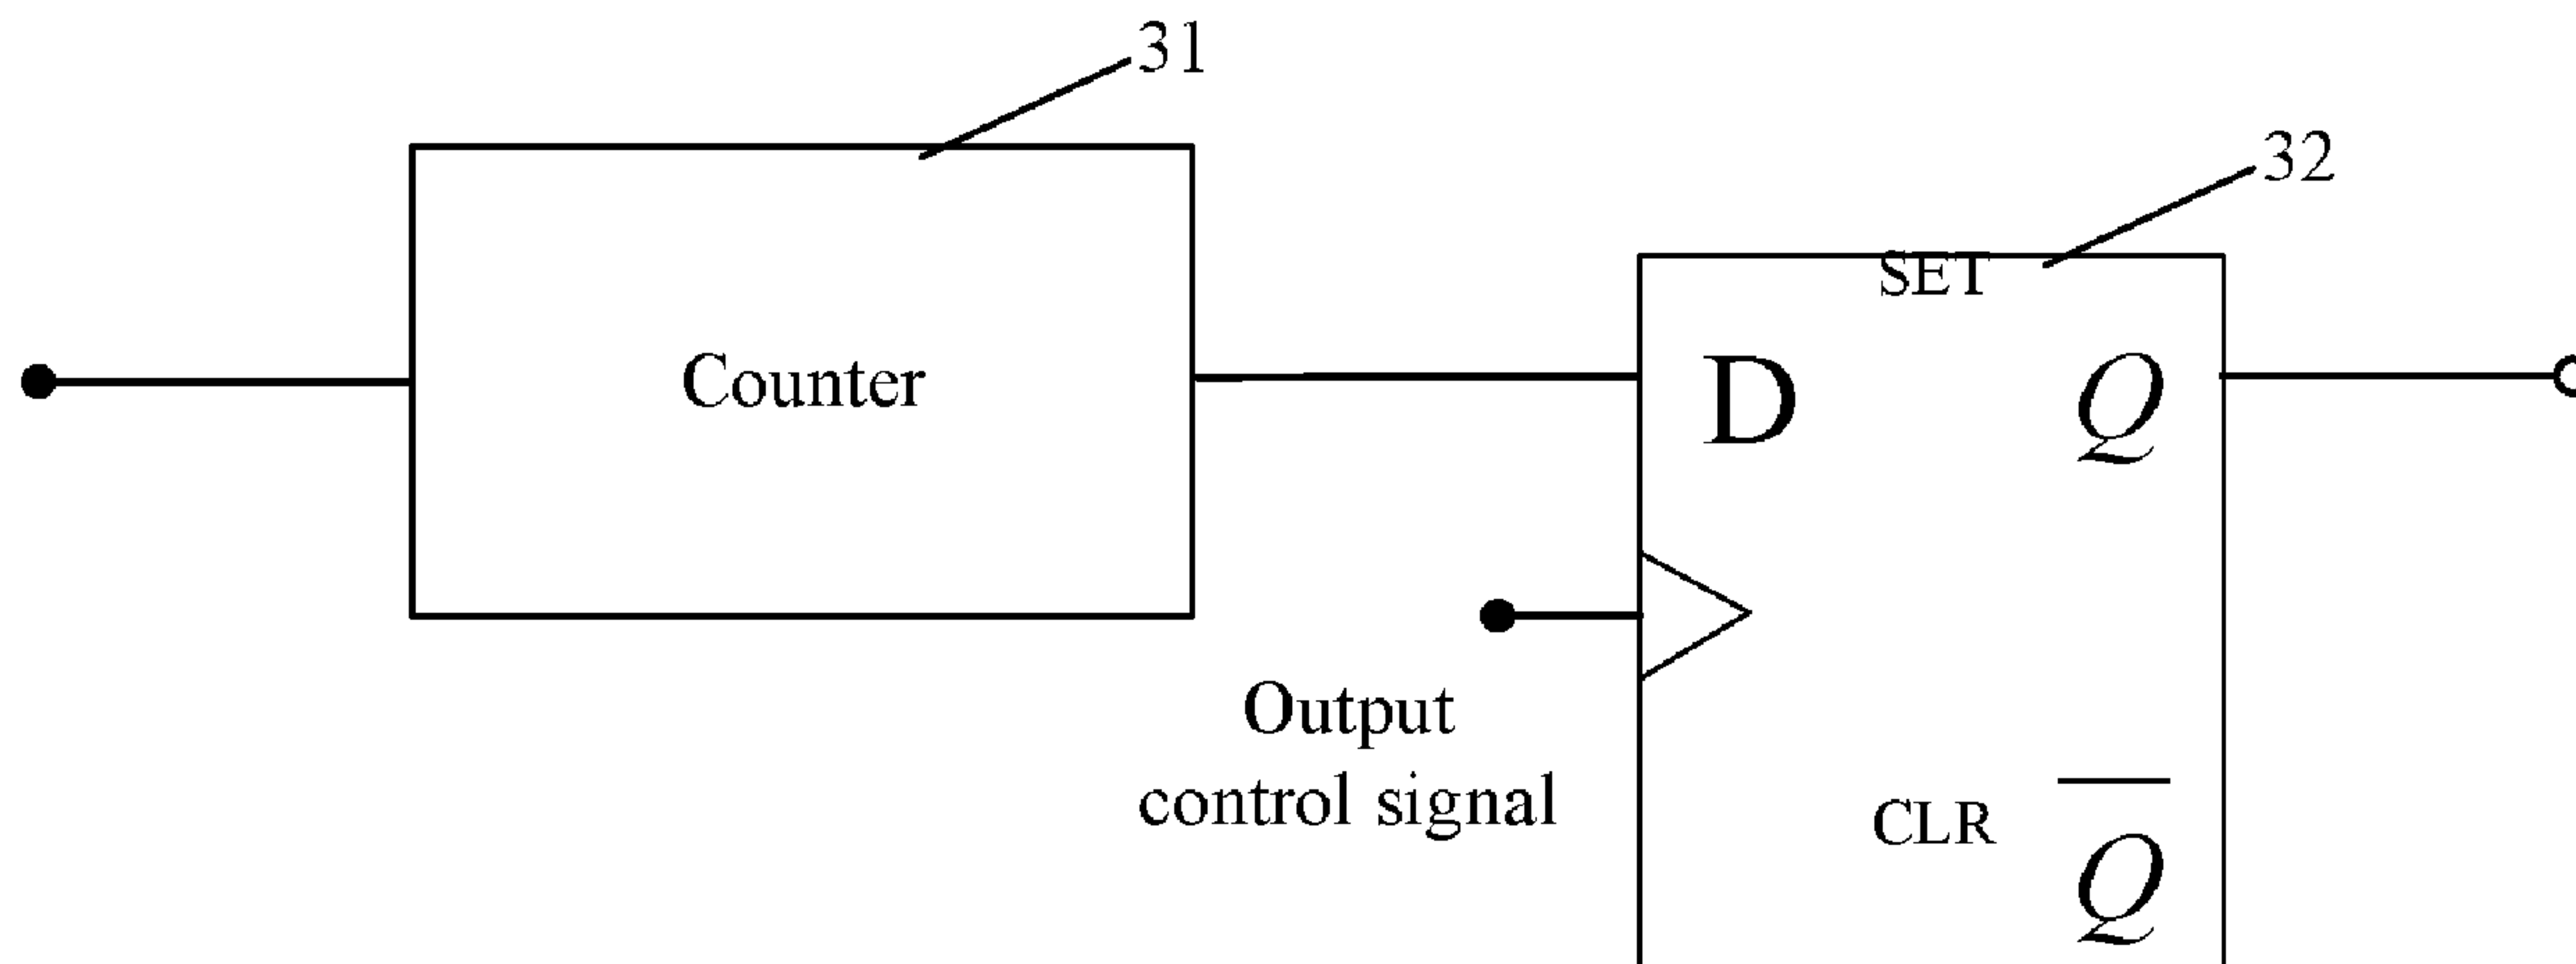 31
32
SET
Counter
D
Q
Output
control signal
CLR
Q